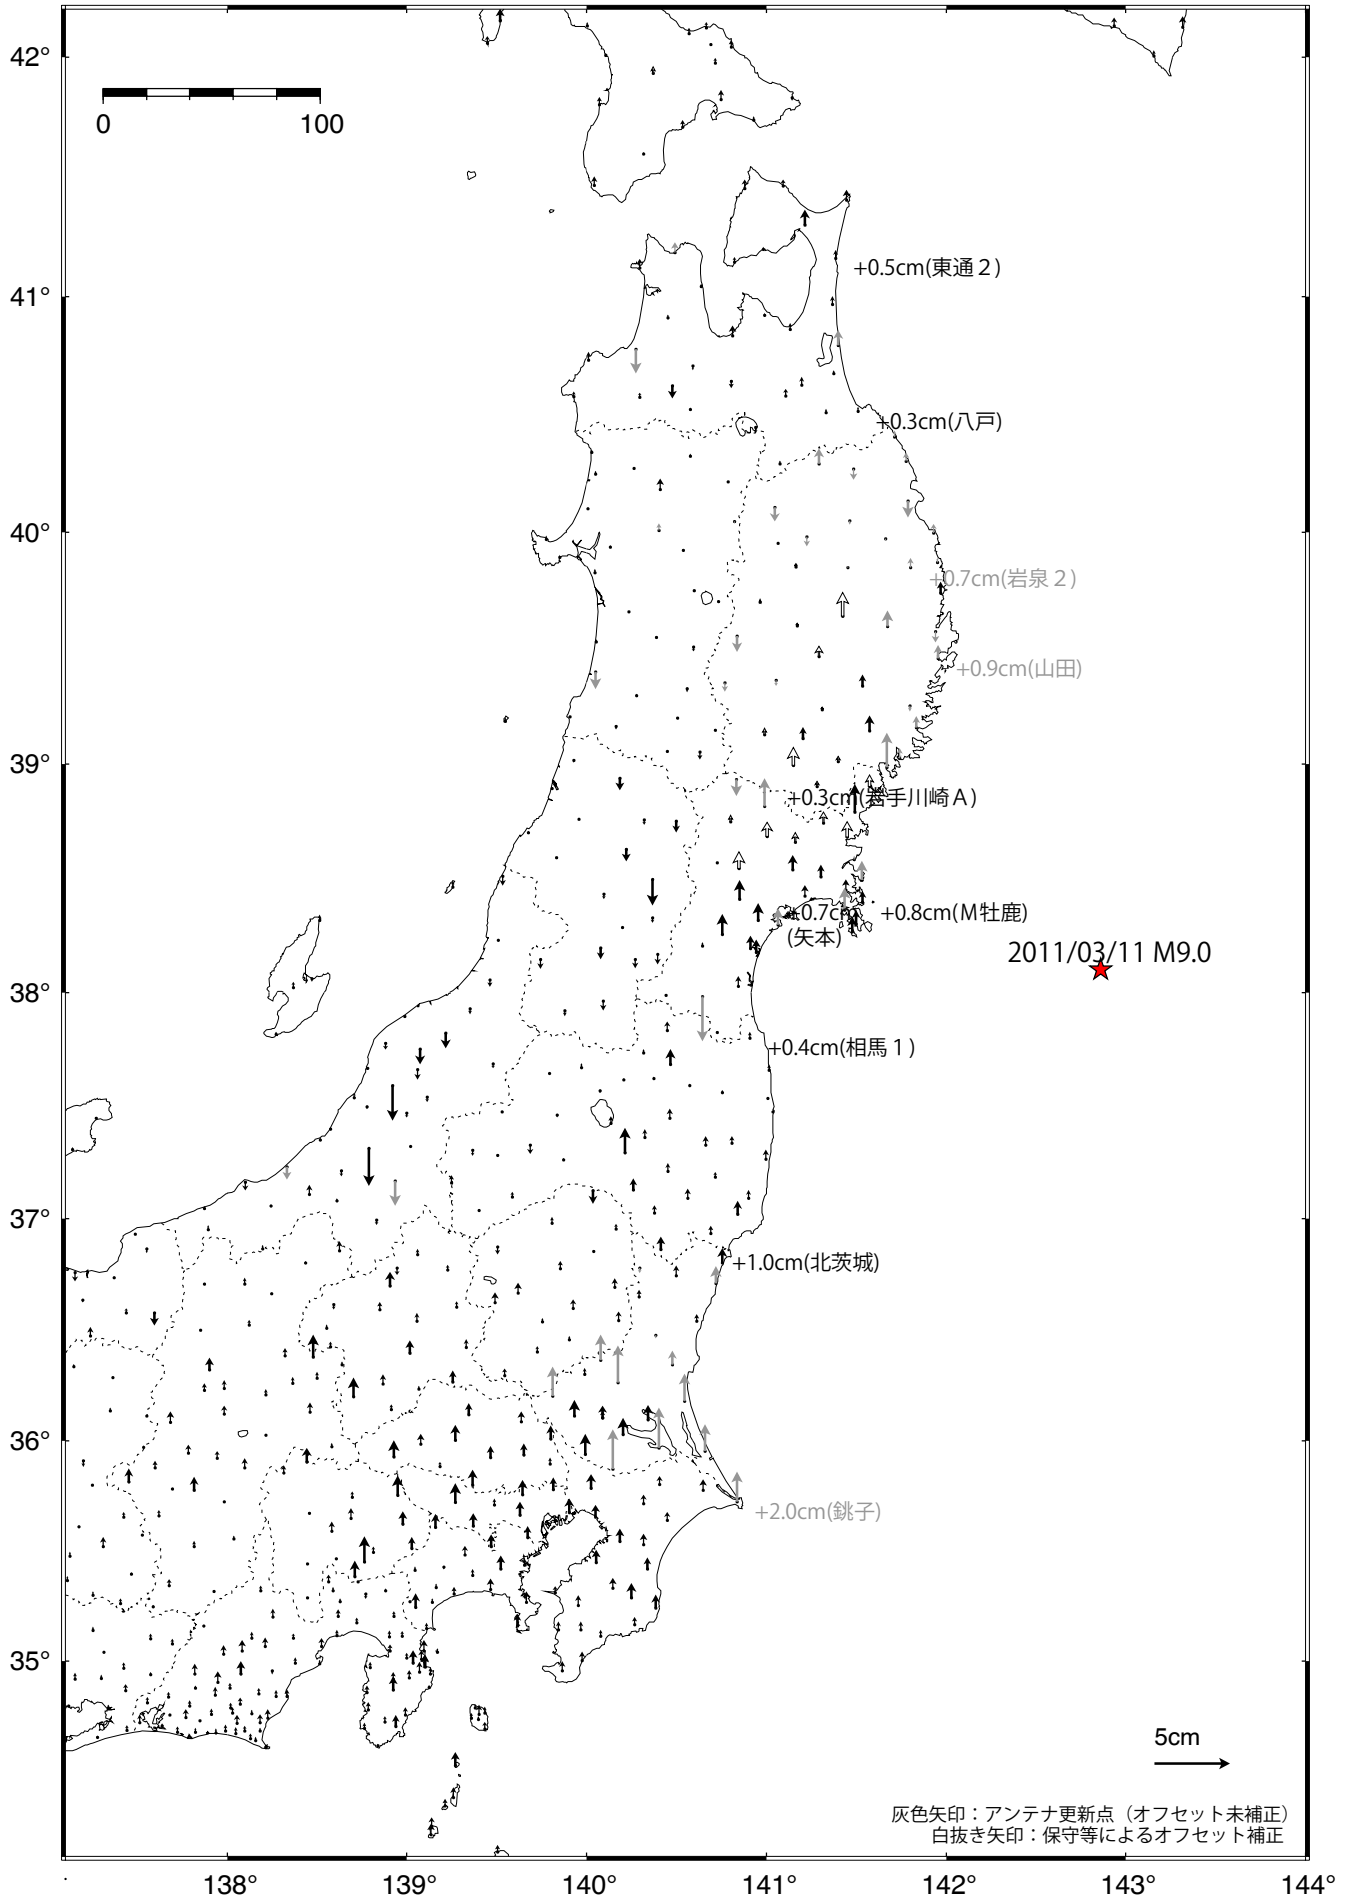 42°
0 100
+0.5cm(東通２)
41°
+0.3cm(八戸)
40°
+0.7cm(岩泉２)
+0.9cm(山田)
39°
+0.3cm(岩手川崎Ａ)
+0.7cm
(矢本)
+0.8cm(Ｍ牡鹿)
2011/03/11 M9.0
38°
+0.4cm(相馬１)
37°
+1.0cm(北茨城)
36°
+2.0cm(銚子)
35°
5cm
灰色矢印：アンテナ更新点（オフセット未補正）
白抜き矢印：保守等によるオフセット補正
138° 139° 140° 141° 142° 143° 144°